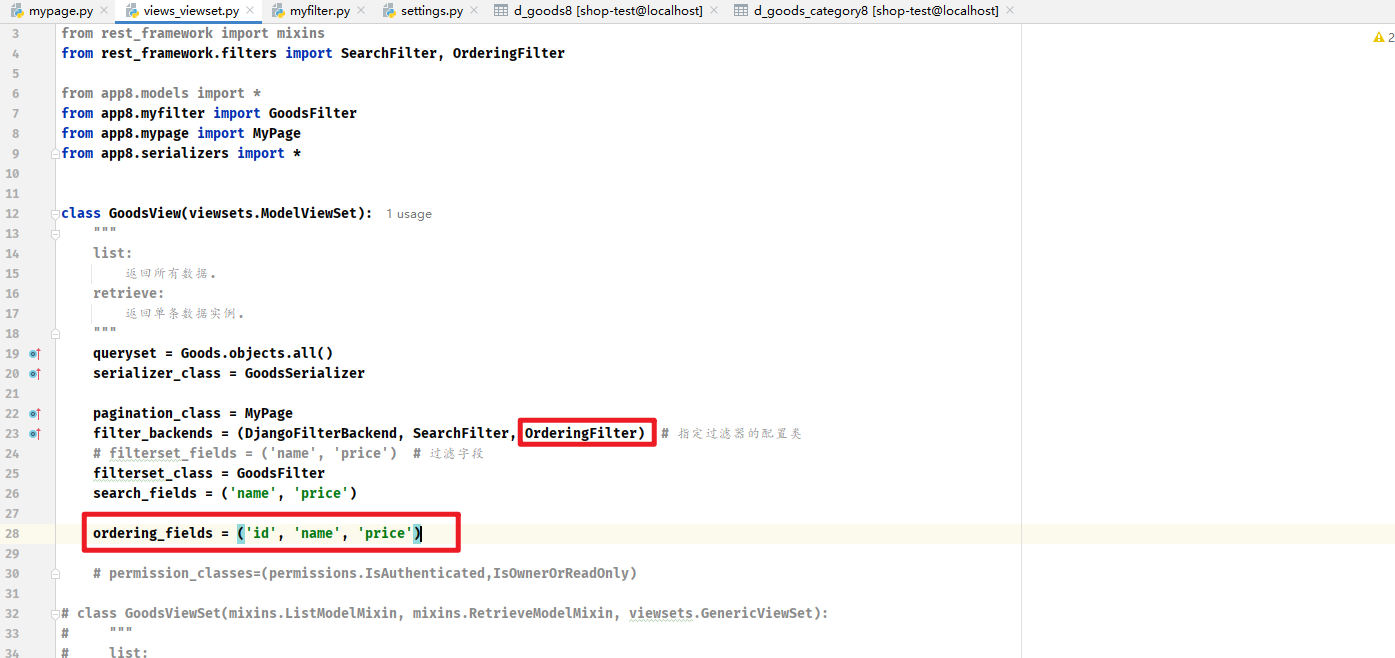 mypage.py views_viewset.py myfilter.py settings.py d_goods8 [shop-test@localhost] d_goods_category8 [shop-test@localhost]
2
3 from rest_framework import mixins
4 from rest_framework.filters import SearchFilter, OrderingFilter
5
6 from app8.models import *
7 from app8.myfilter import GoodsFilter
8 from app8.mypage import MyPage
9 from app8.serializers import *
10
11
12 class GoodsView(viewsets.ModelViewSet): 1 usage
13 """
14 list:
15 返回所有数据.
16 retrieve:
17 返回单条数据实例.
18 """
19 queryset = Goods.objects.all()
20 serializer_class = GoodsSerializer
21
22 pagination_class = MyPage
23 filter_backends = (DjangoFilterBackend, SearchFilter, OrderingFilter) # 指定过滤器的配置类
24 # filterset_fields = ('name', 'price') # 过滤字段
25 filterset_class = GoodsFilter
26 search_fields = ('name', 'price')
27
28 ordering_fields = ('id', 'name', 'price')
29
30 # permission_classes=(permissions.IsAuthenticated,IsOwnerOrReadOnly)
31
32 # class GoodsViewSet(mixins.ListModelMixin, mixins.RetrieveModelMixin, viewsets.GenericViewSet):
33 # """
34 # list: